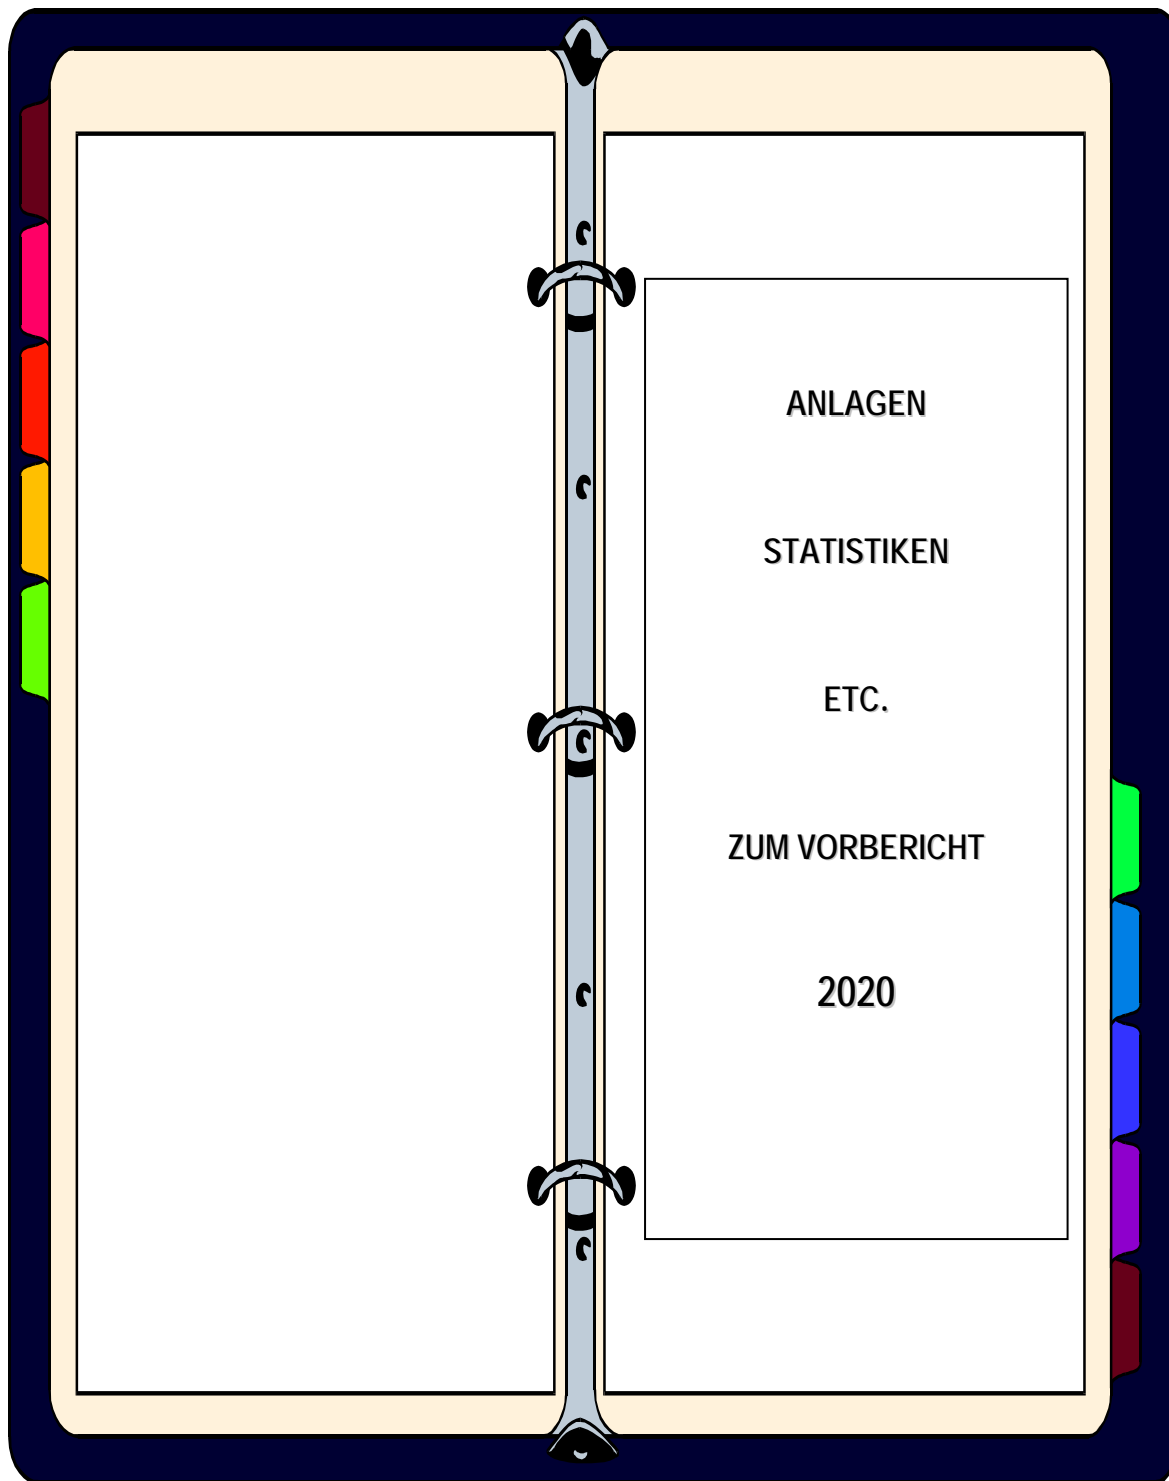 ANLAGEN
STATISTIKEN
ETC.
ZUM VORBERICHT
2020